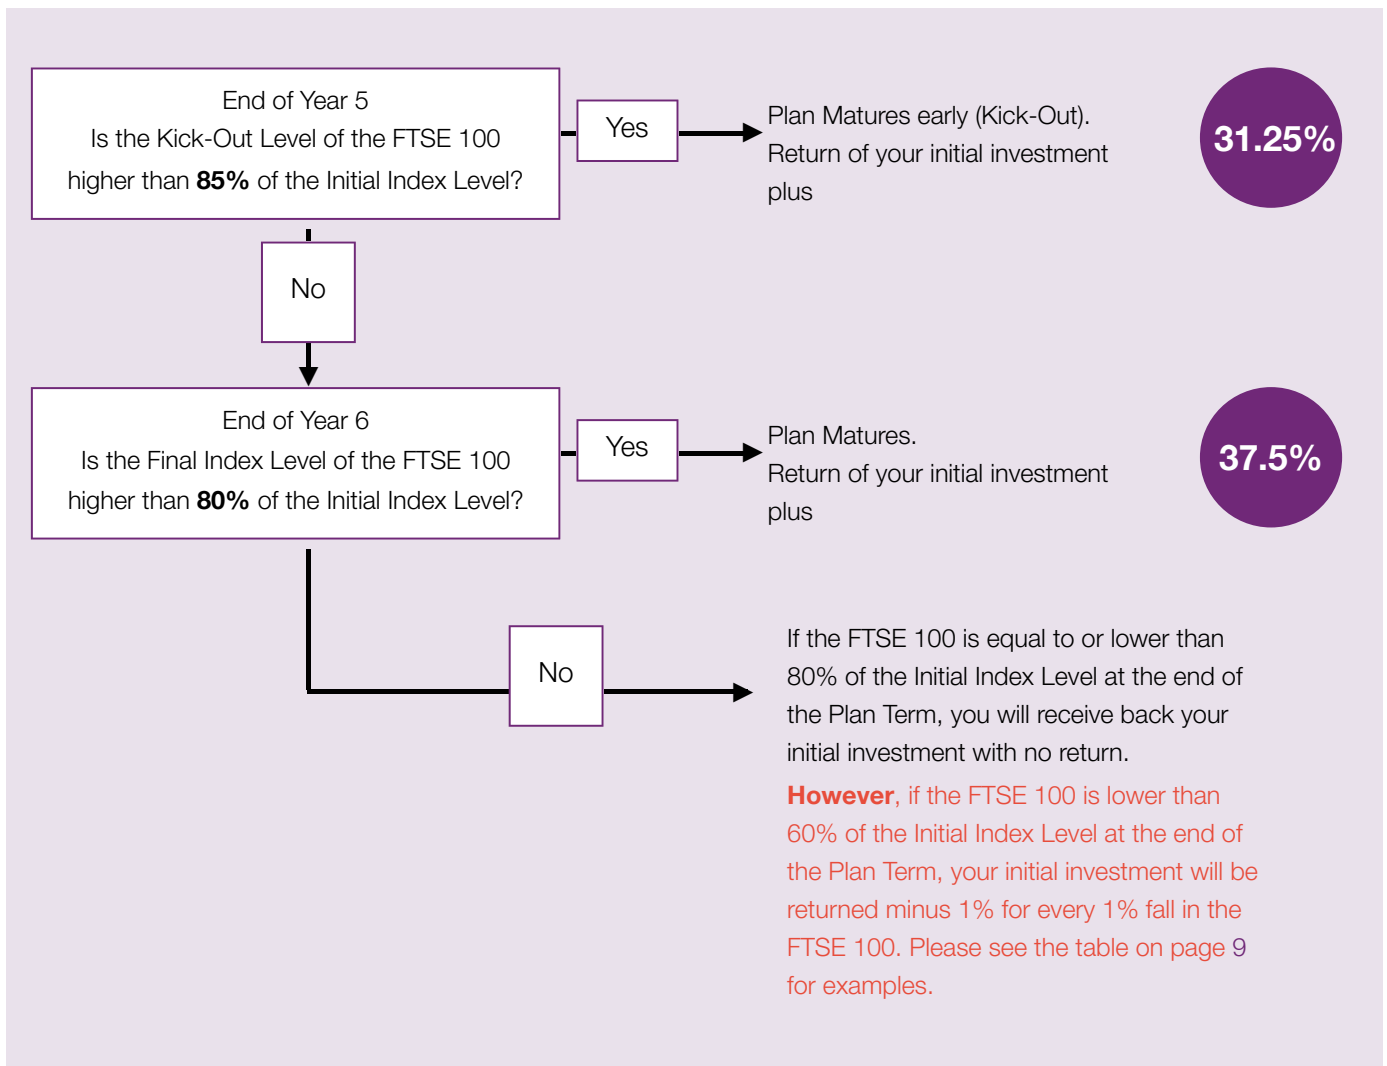 End of Year 5
Is the Kick-Out Level of the FTSE 100
higher than 85% of the Initial Index Level?
Yes
Plan Matures early (Kick-Out).
Return of your initial investment
plus
31.25%
No
End of Year 6
Is the Final Index Level of the FTSE 100
higher than 80% of the Initial Index Level?
Yes
Plan Matures.
Return of your initial investment
plus
37.5%
No
If the FTSE 100 is equal to or lower than
80% of the Initial Index Level at the end of
the Plan Term, you will receive back your
initial investment with no return.
However, if the FTSE 100 is lower than
60% of the Initial Index Level at the end of
the Plan Term, your initial investment will be
returned minus 1% for every 1% fall in the
FTSE 100. Please see the table on page 9
for examples.